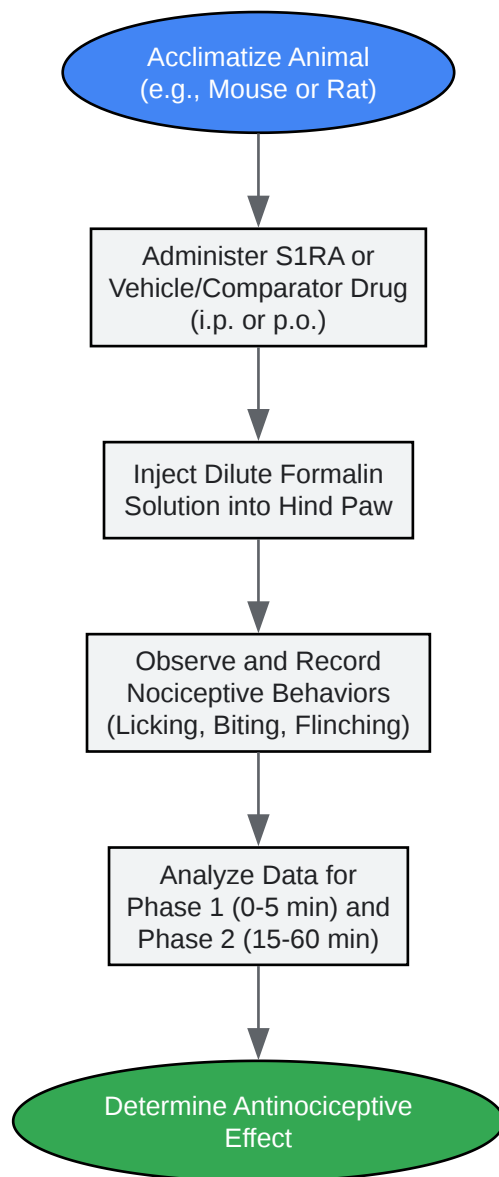 Acclimatize Animal
(e.g., Mouse or Rat)
Administer S1RA or
Vehicle/Comparator Drug
(i.p. or p.o.)
Inject Dilute Formalin
Solution into Hind Paw
Observe and Record
Nociceptive Behaviors
(Licking, Biting, Flinching)
Analyze Data for
Phase 1 (0-5 min) and
Phase 2 (15-60 min)
Determine Antinociceptive
Effect